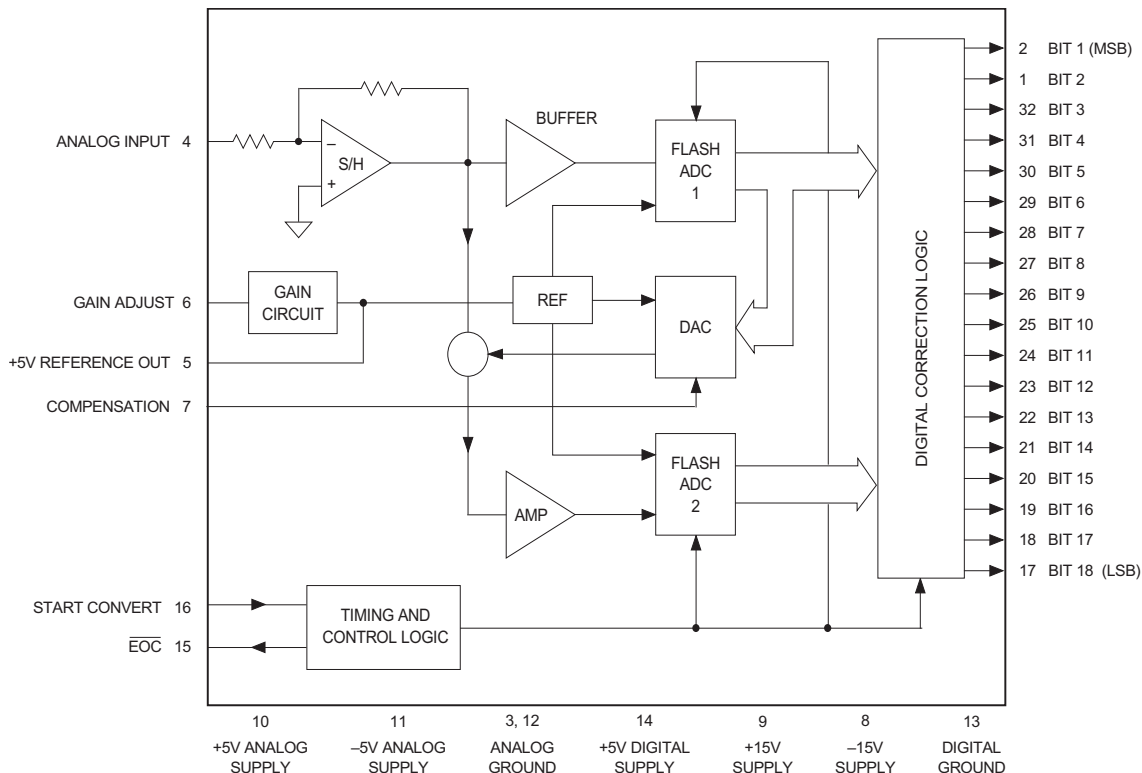 ANALOG INPUT 4
–
S/H
+
BUFFER
FLASH
ADC
1
GAIN ADJUST 6
GAIN
CIRCUIT
REF
DAC
+5V REFERENCE OUT 5
COMPENSATION 7
AMP
FLASH
ADC
2
START CONVERT 16
EOC 15
TIMING AND
CONTROL LOGIC
DIGITAL CORRECTION LOGIC
2 BIT 1 (MSB)
1 BIT 2
32 BIT 3
31 BIT 4
30 BIT 5
29 BIT 6
28 BIT 7
27 BIT 8
26 BIT 9
25 BIT 10
24 BIT 11
23 BIT 12
22 BIT 13
21 BIT 14
20 BIT 15
19 BIT 16
18 BIT 17
17 BIT 18 (LSB)
10
+5V ANALOG
SUPPLY
11
–5V ANALOG
SUPPLY
3, 12
ANALOG
GROUND
14
+5V DIGITAL
SUPPLY
9
+15V
SUPPLY
8
–15V
SUPPLY
13
DIGITAL
GROUND